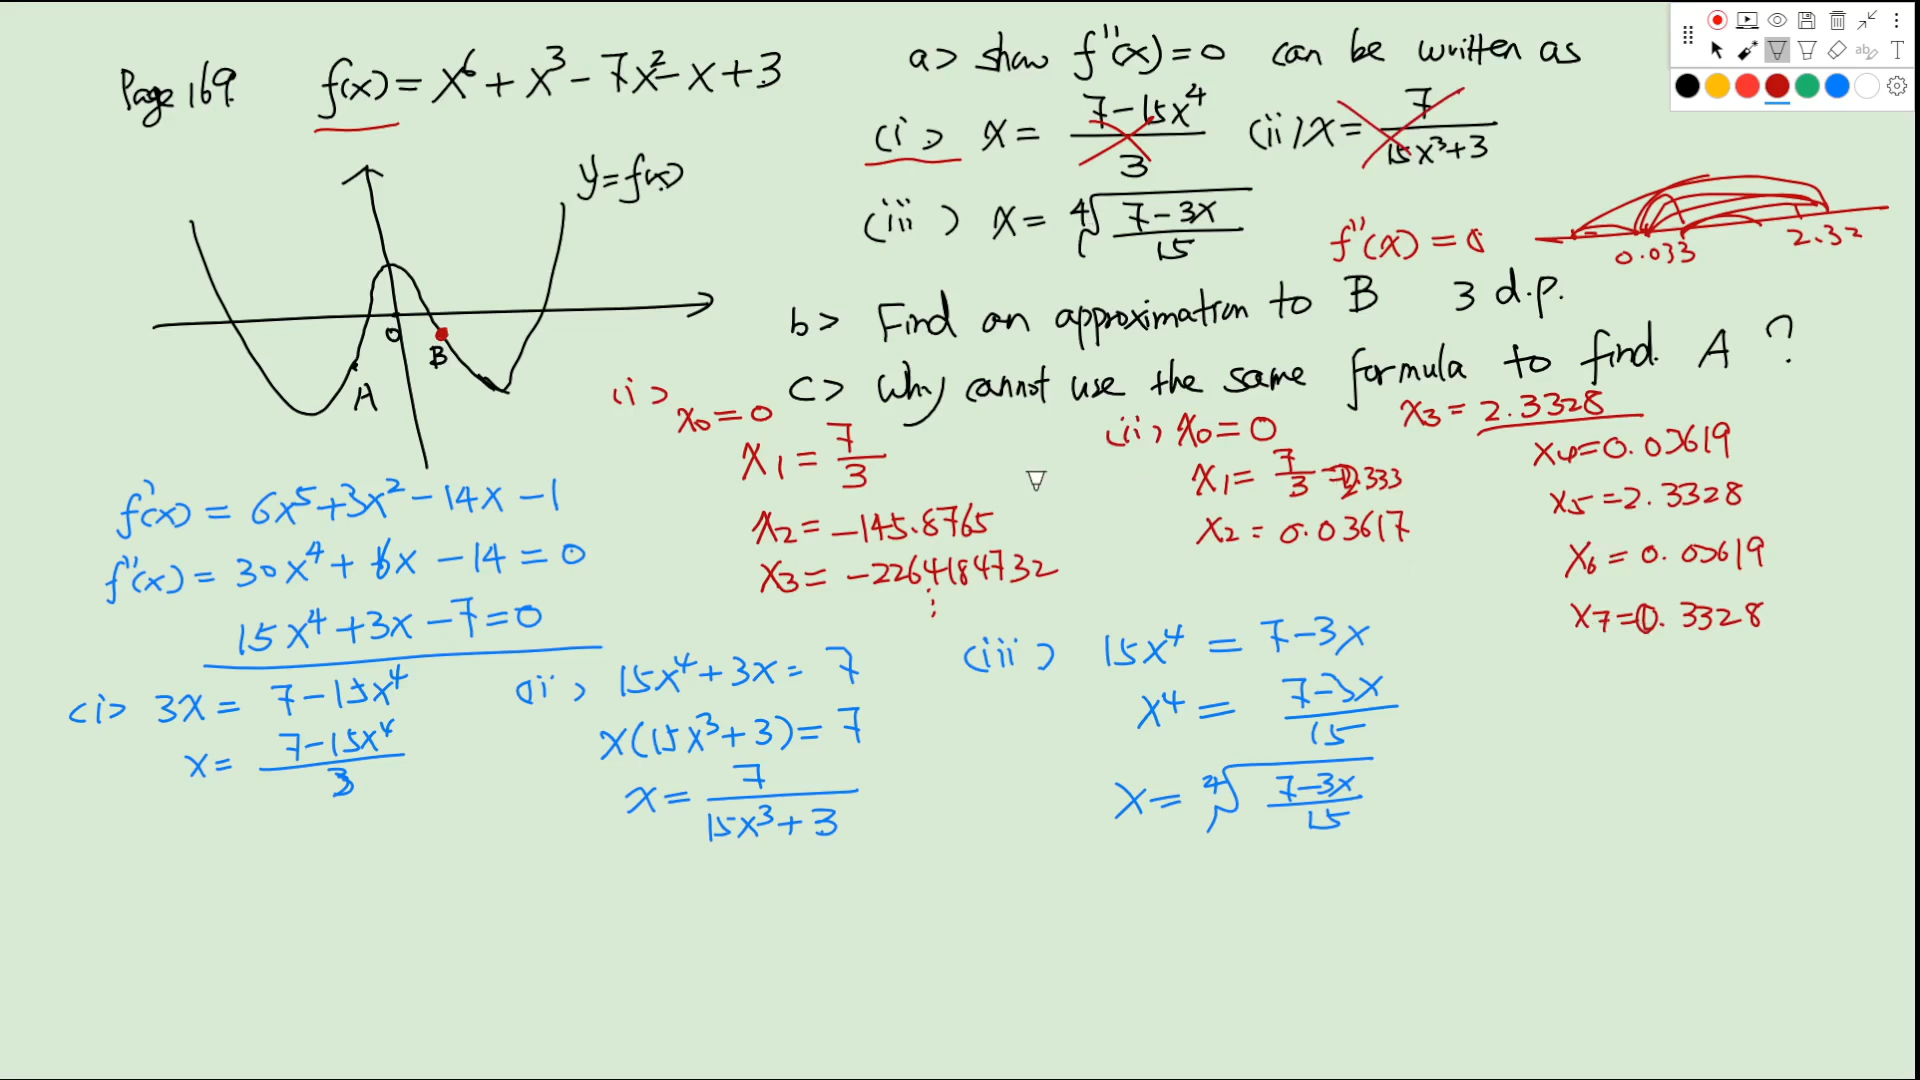 Page 169. f(x) = x⁶ + x³ - 7x² - x + 3
a> show f''(x) = 0 can be written as
(i) x = (7-15x⁴)/3 (ii) x = 7/(15x³+3)
(iii) x = ⁴√((7-3x)/15)
f''(x) = 0
0.033 2.32
y = f(x)
O
A
B
b> Find an approximation to B 3 d.p.
c> Why cannot use the same formula to find A ?
(i)
x₀ = 0
x₁ = 7/3
x₂ = -145.8765
x₃ = -2264184732
⋮
(ii) x₀ = 0
x₁ = 7/3 = 2.333
x₂ = 0.03617
x₃ = 2.3328
x₄ = 0.03619
x₅ = 2.3328
x₆ = 0.03619
x₇ = 0.3328
f'(x) = 6x⁵ + 3x² - 14x - 1
f''(x) = 30x⁴ + 6x - 14 = 0
15x⁴ + 3x - 7 = 0
(i) 3x = 7-15x⁴
x = (7-15x⁴)/3
(ii) 15x⁴ + 3x = 7
x(15x³+3) = 7
x = 7/(15x³+3)
(iii) 15x⁴ = 7-3x
x⁴ = (7-3x)/15
x = ⁴√((7-3x)/15)